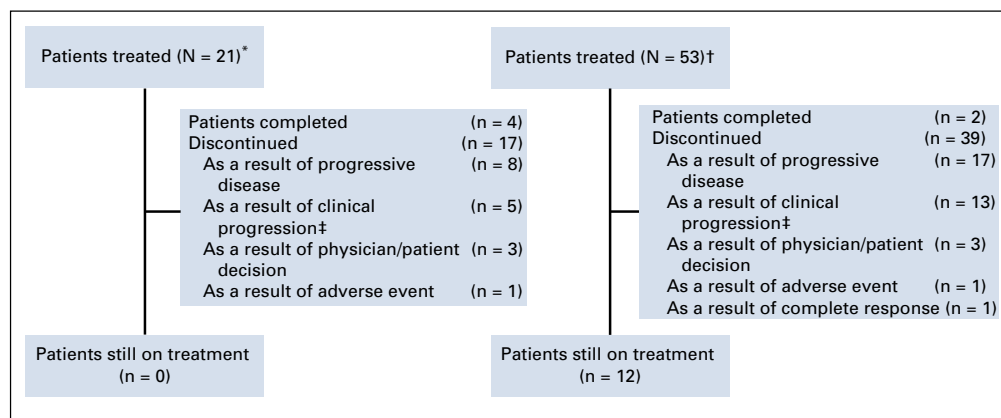 Patients treated (N = 21)*
Patients completed (n = 4)
Discontinued (n = 17)
As a result of progressive (n = 8)
disease
As a result of clinical (n = 5)
progression‡
As a result of physician/patient (n = 3)
decision
As a result of adverse event (n = 1)
Patients still on treatment
(n = 0)
Patients treated (N = 53)†
Patients completed (n = 2)
Discontinued (n = 39)
As a result of progressive (n = 17)
disease
As a result of clinical (n = 13)
progression‡
As a result of physician/patient (n = 3)
decision
As a result of adverse event (n = 1)
As a result of complete response (n = 1)
Patients still on treatment
(n = 12)